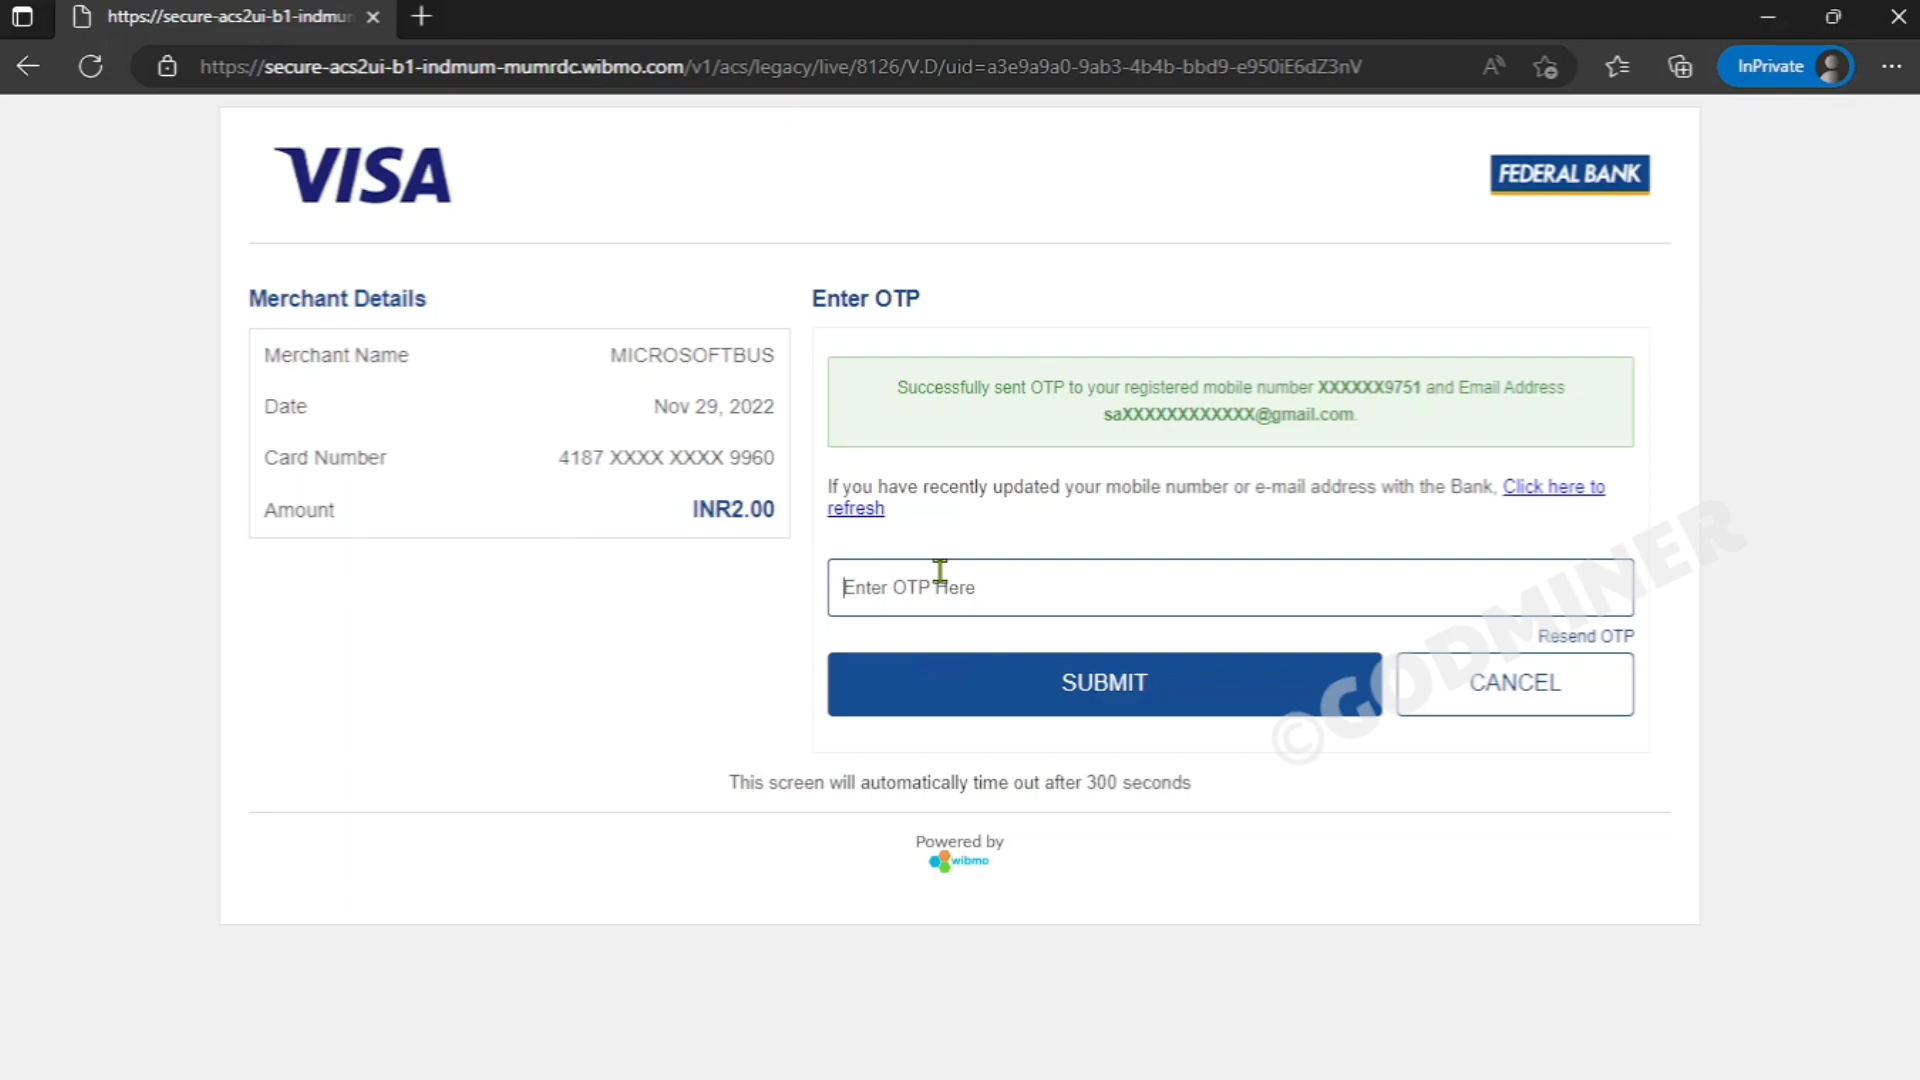 https://secure-acs2ui-b1-indmum
https://secure-acs2ui-b1-indmum-mumrdc.wibmo.com/v1/acs/legacy/live/8126/V.D/uid=a3e9a9a0-9ab3-4b4b-bbd9-e950iE6dZ3nV
InPrivate
VISA
FEDERAL BANK
Merchant Details
Merchant Name MICROSOFTBUS
Date Nov 29, 2022
Card Number 4187 XXXX XXXX 9960
Amount INR2.00
Enter OTP
Successfully sent OTP to your registered mobile number XXXXXX9751 and Email Address
saXXXXXXXXXXXX@gmail.com.
If you have recently updated your mobile number or e-mail address with the Bank, Click here to
refresh
Enter OTP Here
Resend OTP
SUBMIT
CANCEL
©GODMINER
This screen will automatically time out after 300 seconds
Powered by
wibmo